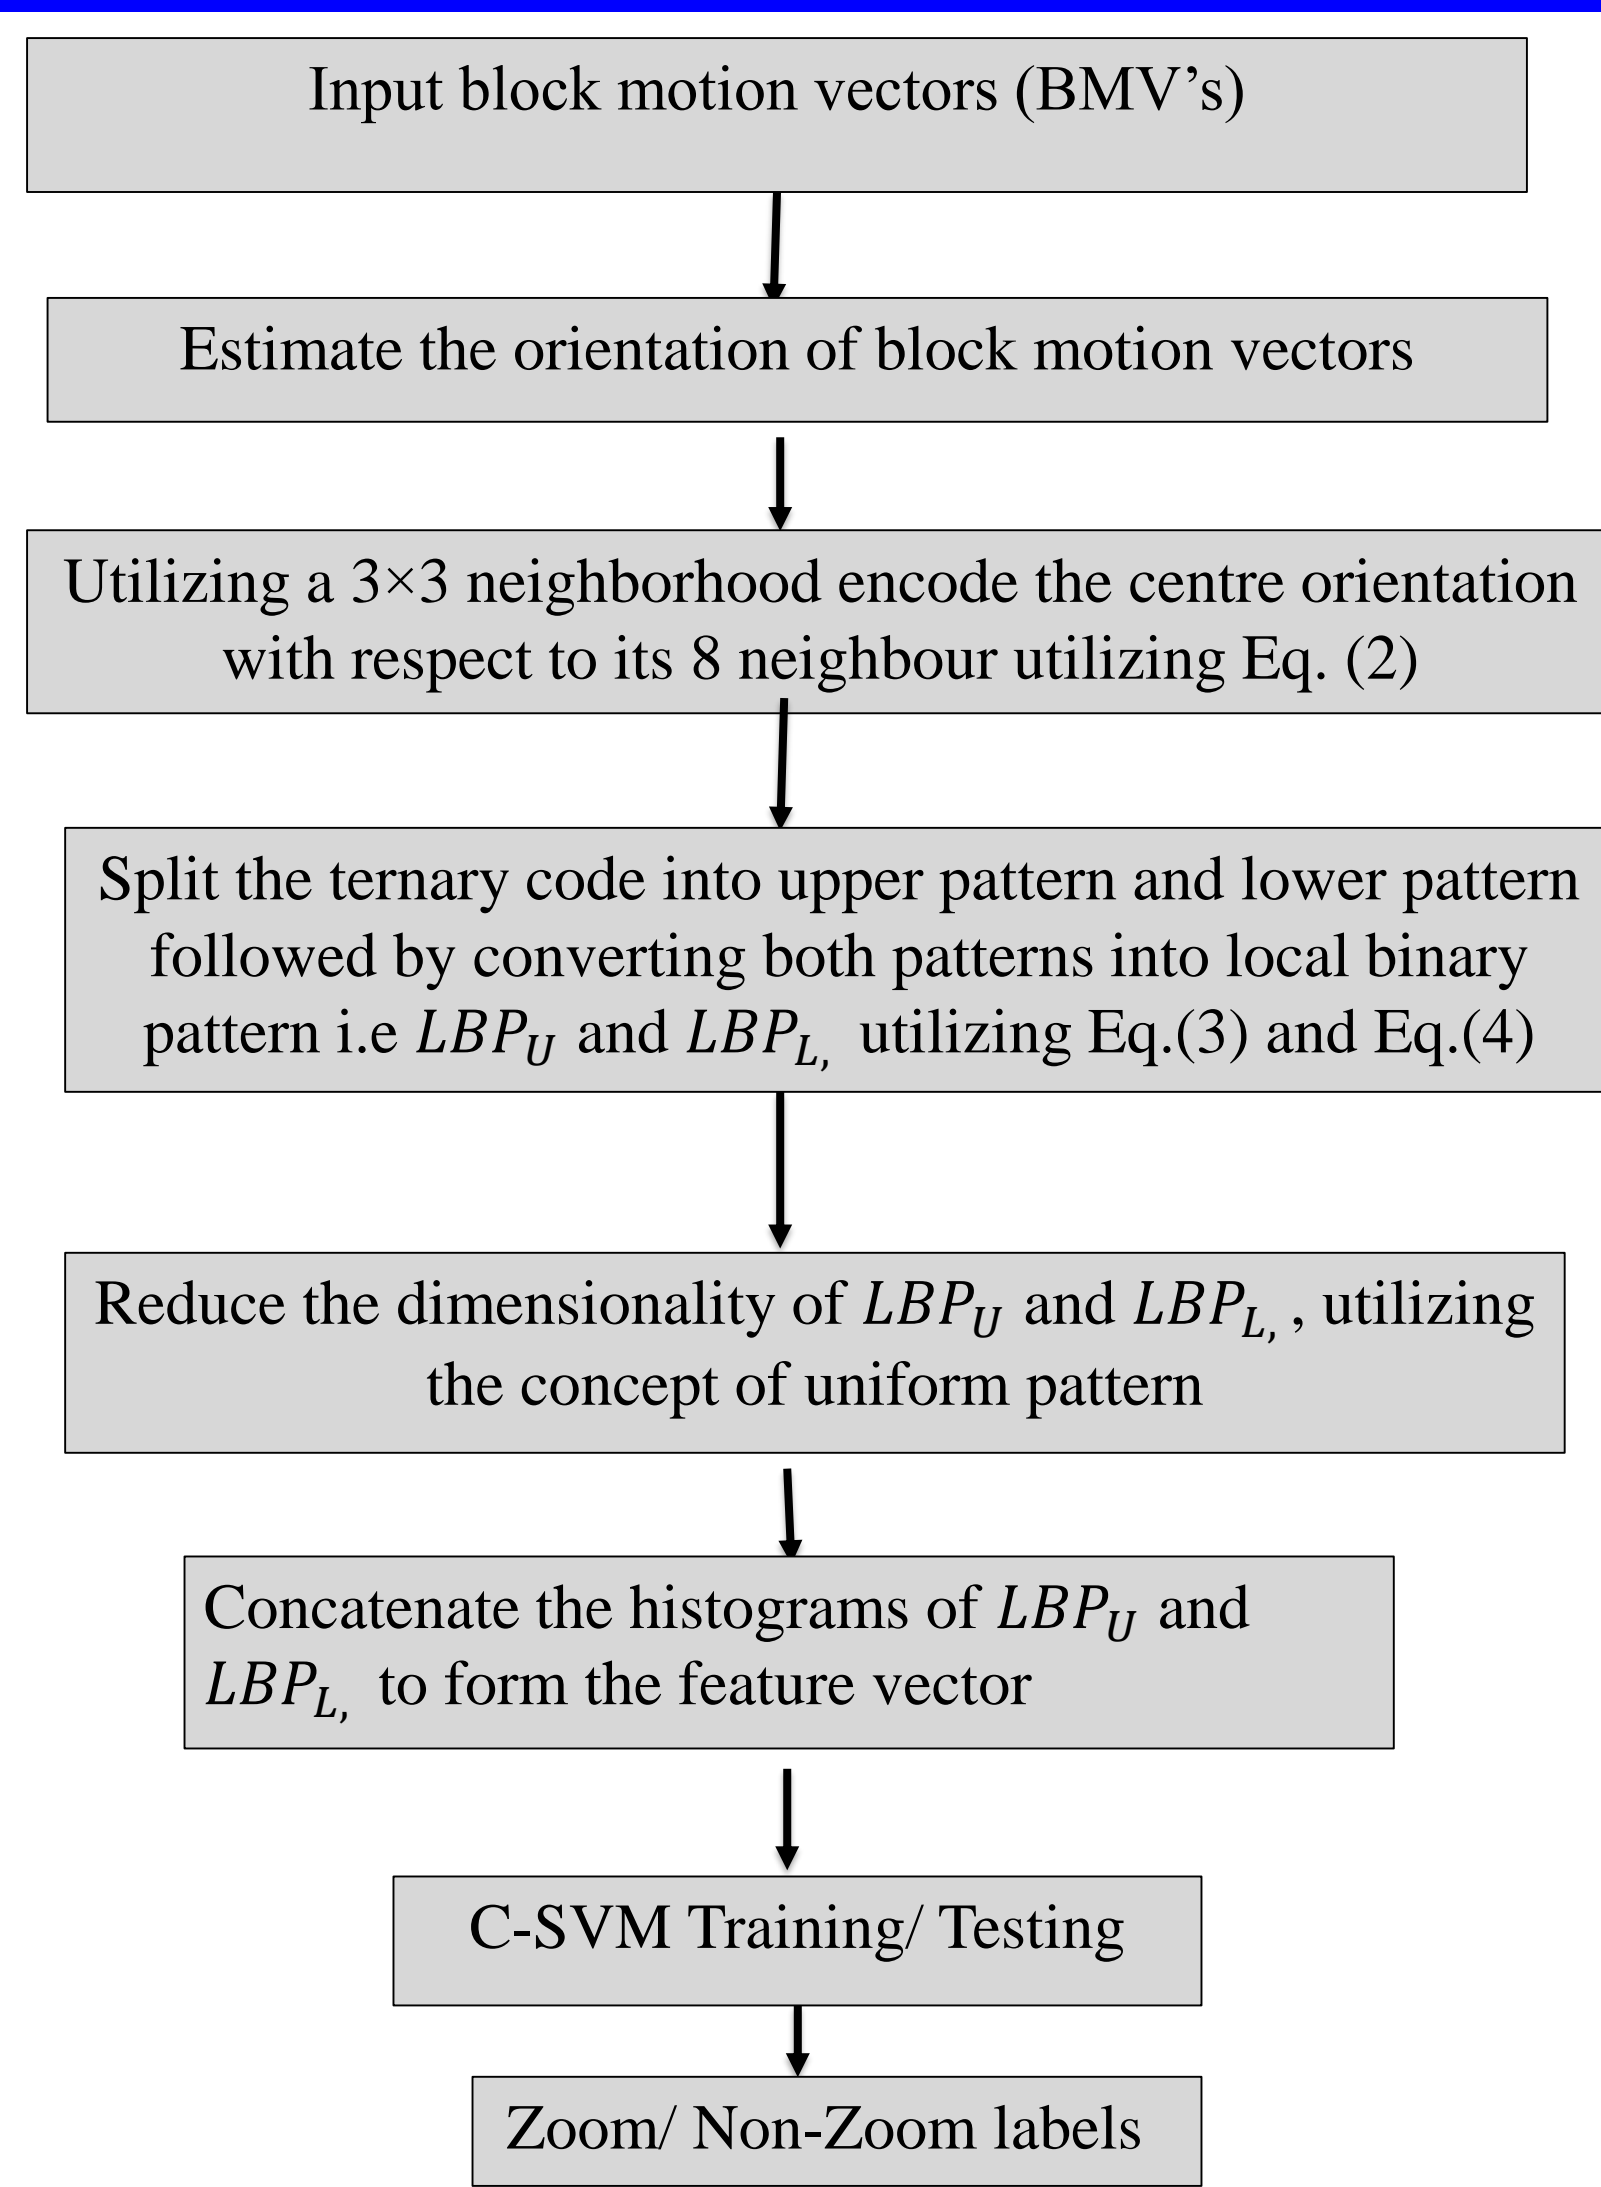 Input block motion vectors (BMV’s)
Estimate the orientation of block motion vectors
Utilizing a 3×3 neighborhood encode the centre orientation
with respect to its 8 neighbour utilizing Eq. (2)
Split the ternary code into upper pattern and lower pattern
followed by converting both patterns into local binary
pattern i.e LBP_U and LBP_L, utilizing Eq.(3) and Eq.(4)
Reduce the dimensionality of LBP_U and LBP_L, , utilizing
the concept of uniform pattern
Concatenate the histograms of LBP_U and
LBP_L, to form the feature vector
C-SVM Training/ Testing
Zoom/ Non-Zoom labels